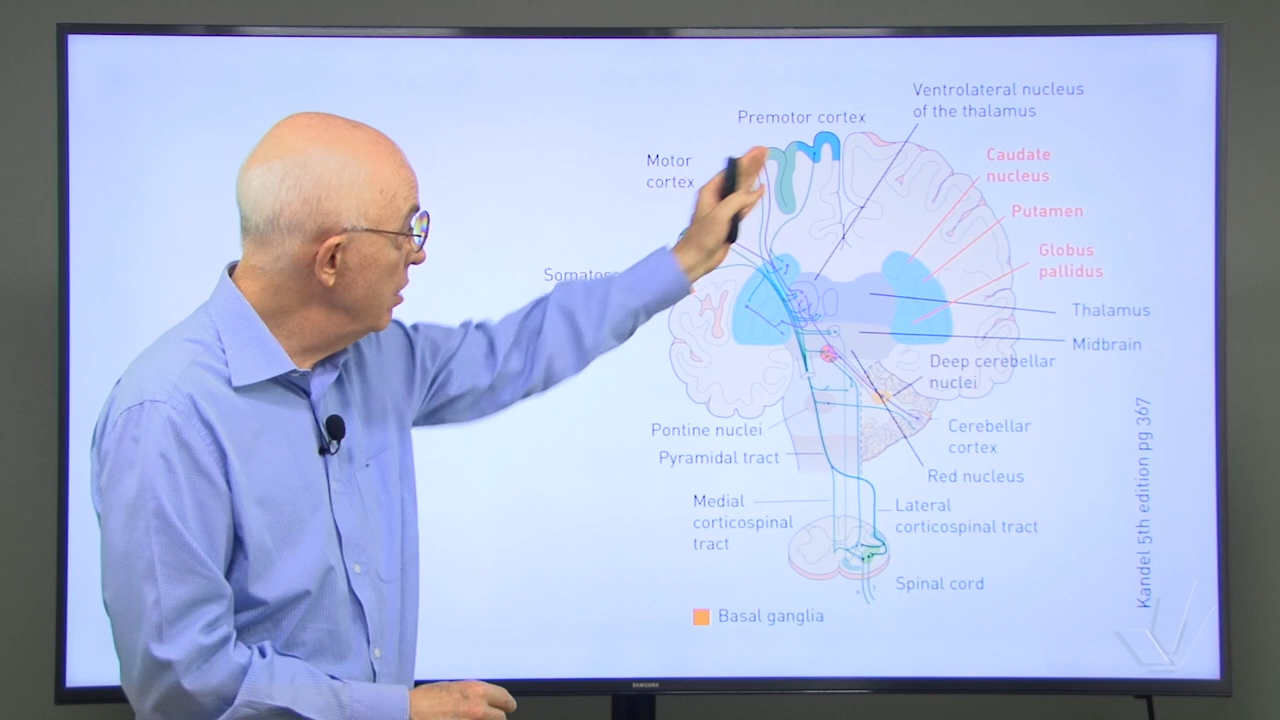 Ventrolateral nucleus
of the thalamus
Premotor cortex
Motor
cortex
Caudate
nucleus
Putamen
Globus
pallidus
Thalamus
Midbrain
Deep cerebellar
nuclei
Cerebellar
cortex
Red nucleus
Pontine nuclei
Pyramidal tract
Medial
corticospinal
tract
Lateral
corticospinal tract
Spinal cord
Basal ganglia
Kandel 5th edition pg 367
SAMSUNG